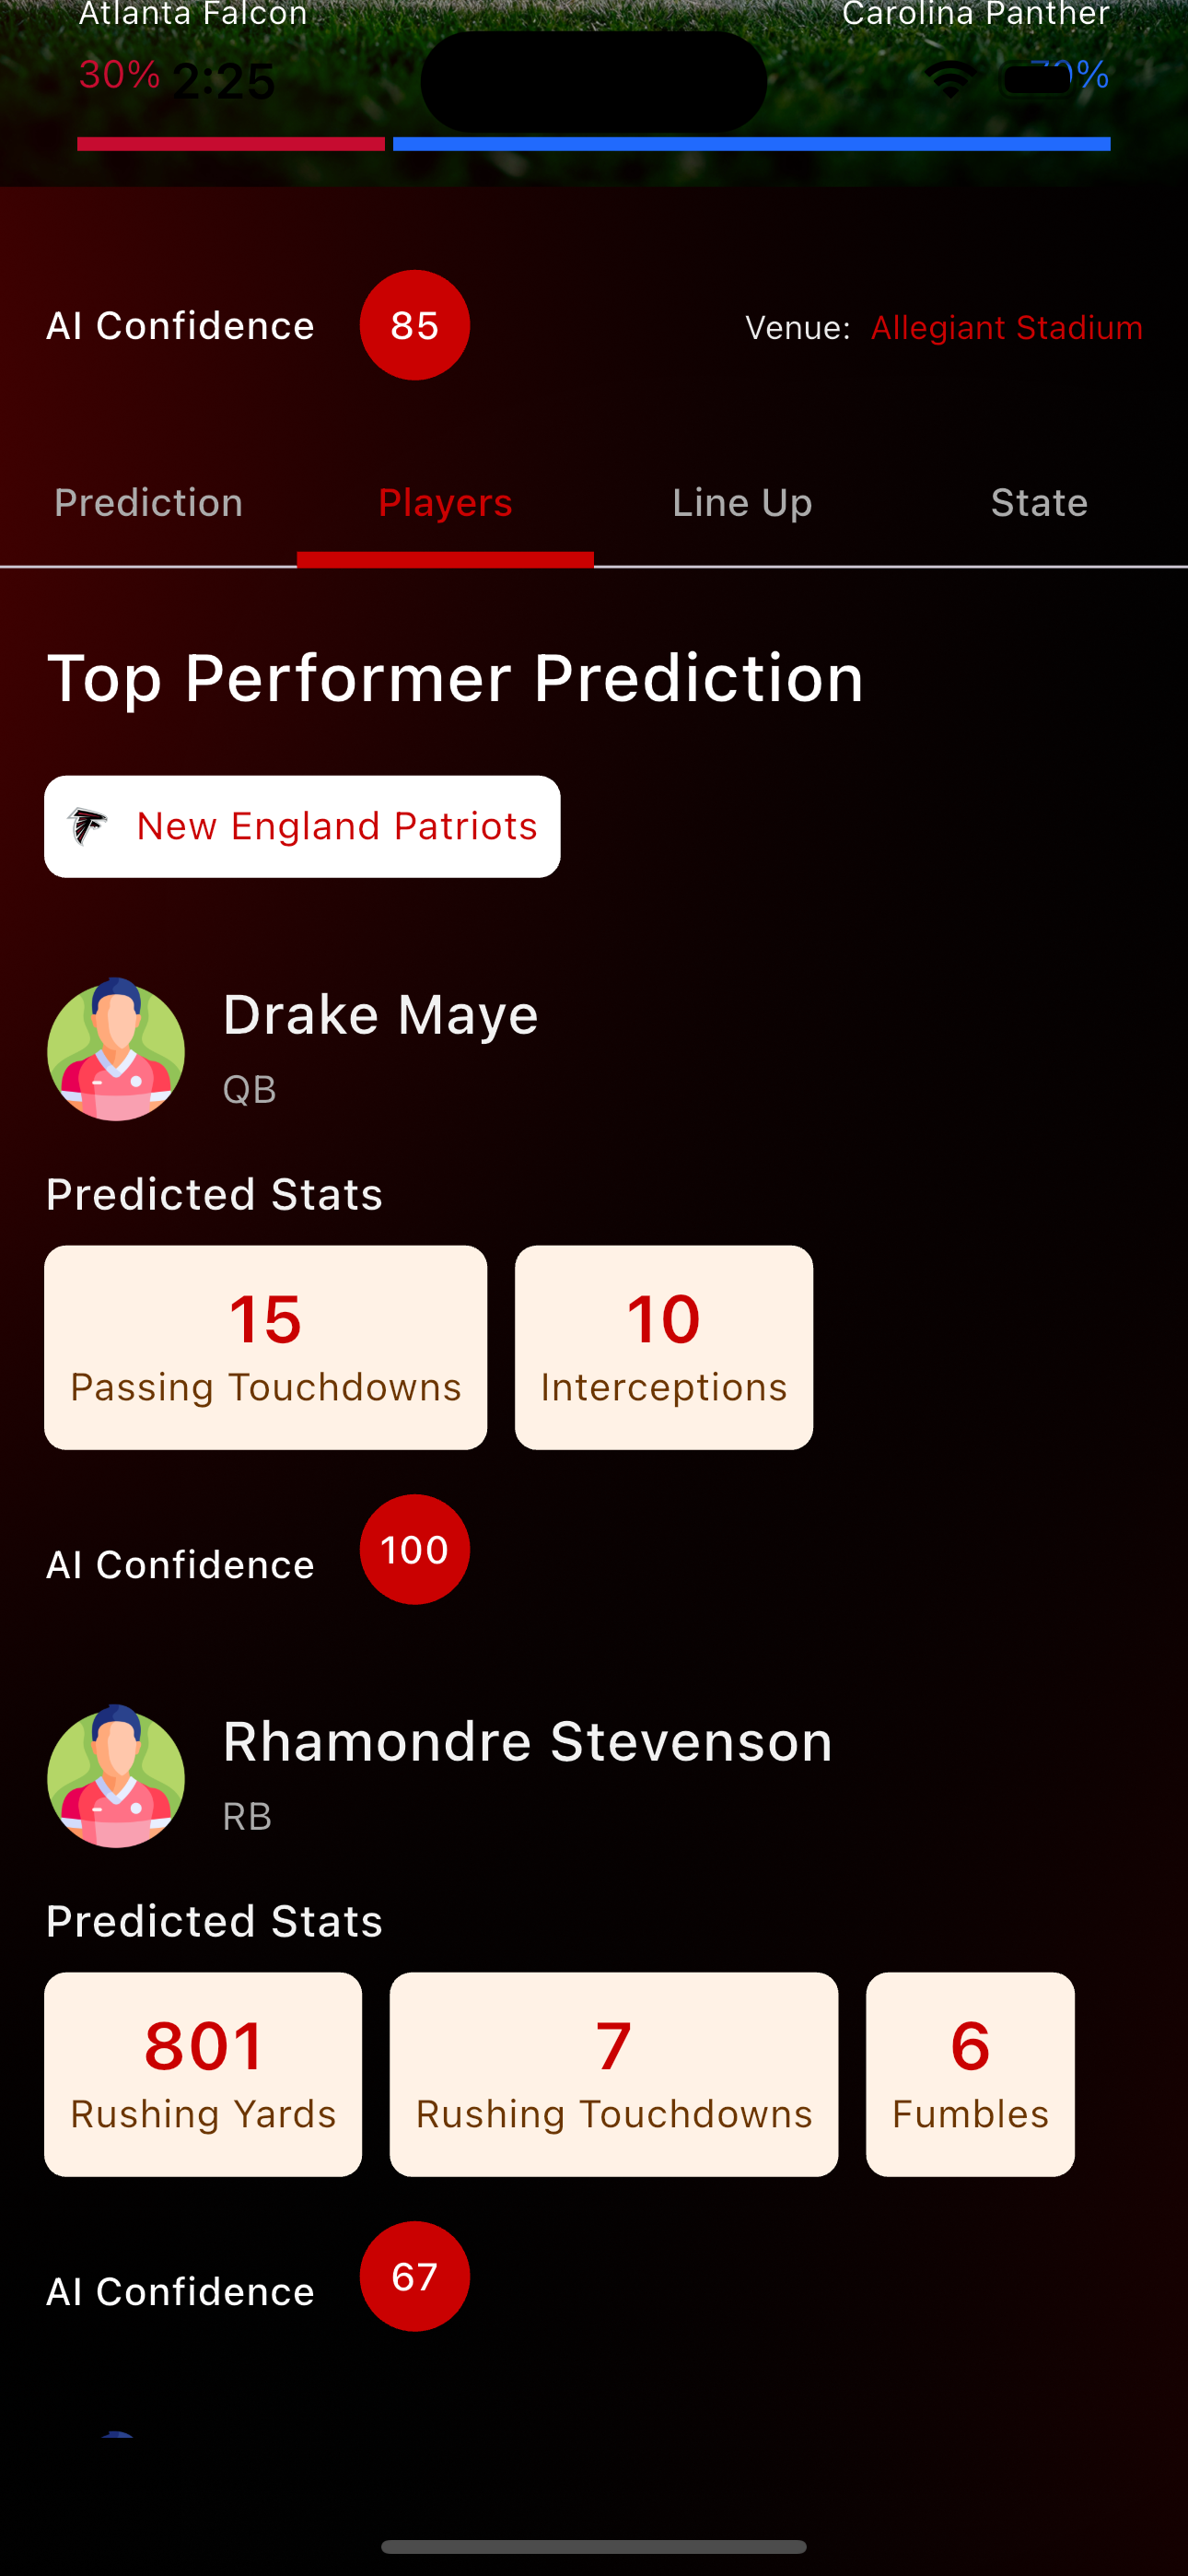 Atlanta Falcon Carolina Panther
30% 2:25
AI Confidence 85 Venue: Allegiant Stadium
Prediction Players Line Up State
Top Performer Prediction
New England Patriots
Drake Maye
QB
Predicted Stats
15 10
Passing Touchdowns Interceptions
AI Confidence 100
Rhamondre Stevenson
RB
Predicted Stats
801 7 6
Rushing Yards Rushing Touchdowns Fumbles
AI Confidence 67